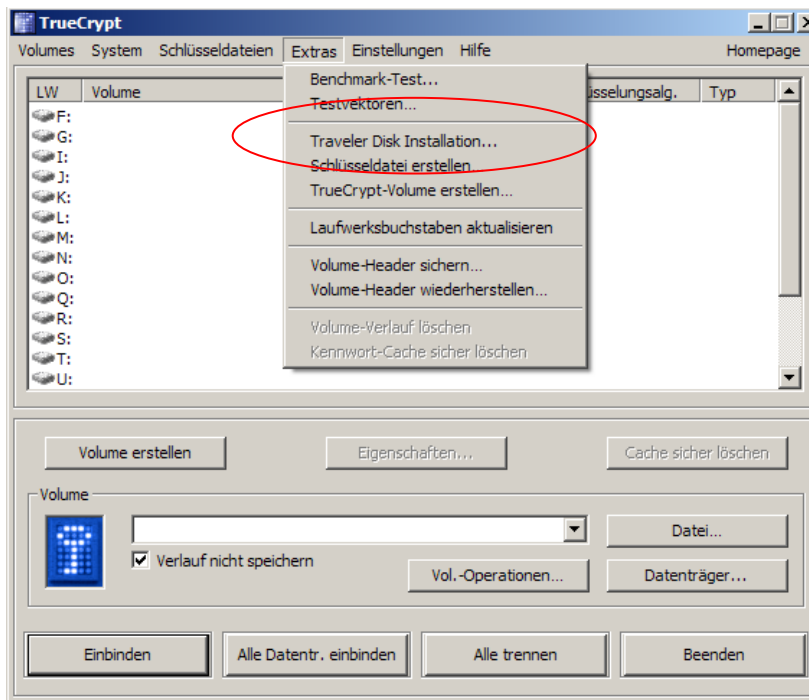 TrueCrypt
Volumes System Schlüsseldateien Extras Einstellungen Hilfe Homepage
LW Volume üsselungsalg. Typ
Benchmark-Test...
Testvektoren...
Traveler Disk Installation...
Schlüsseldatei erstellen...
TrueCrypt-Volume erstellen...
Laufwerksbuchstaben aktualisieren
Volume-Header sichern...
Volume-Header wiederherstellen...
Volume-Verlauf löschen
Kennwort-Cache sicher löschen
F:
G:
I:
J:
K:
L:
M:
N:
O:
Q:
R:
S:
T:
U:
Volume erstellen Eigenschaften... Cache sicher löschen
Volume
Datei...
Verlauf nicht speichern
Vol.-Operationen... Datenträger...
Einbinden Alle Datentr. einbinden Alle trennen Beenden